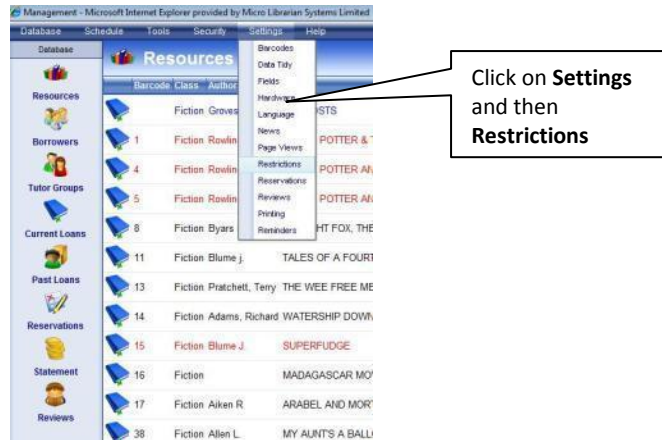 Management - Microsoft Internet Explorer provided by Micro Librarian Systems Limited
Database Schedule Tools Security Settings Help
Database
Resources
Borrowers
Tutor Groups
Current Loans
Past Loans
Reservations
Statement
Reviews
Resources
Barcodes
Data Tidy
Fields
Hardware
Language
News
Page Views
Restrictions
Reservations
Reviews
Printing
Reminders
Barcode Class Author
Fiction Groves
1 Fiction Rowlin POTTER &
4 Fiction Rowlin POTTER AN
5 Fiction Rowlin POTTER AN
8 Fiction Byars HT FOX, THE
11 Fiction Blume j. TALES OF A FOURT
13 Fiction Pratchett, Terry THE WEE FREE ME
14 Fiction Adams, Richard WATERSHIP DOWN
15 Fiction Blume J. SUPERFUDGE
16 Fiction MADAGASCAR MO
17 Fiction Aiken R ARABEL AND MOR
38 Fiction Allen L. MY AUNT'S A BALL
Click on Settings
and then
Restrictions